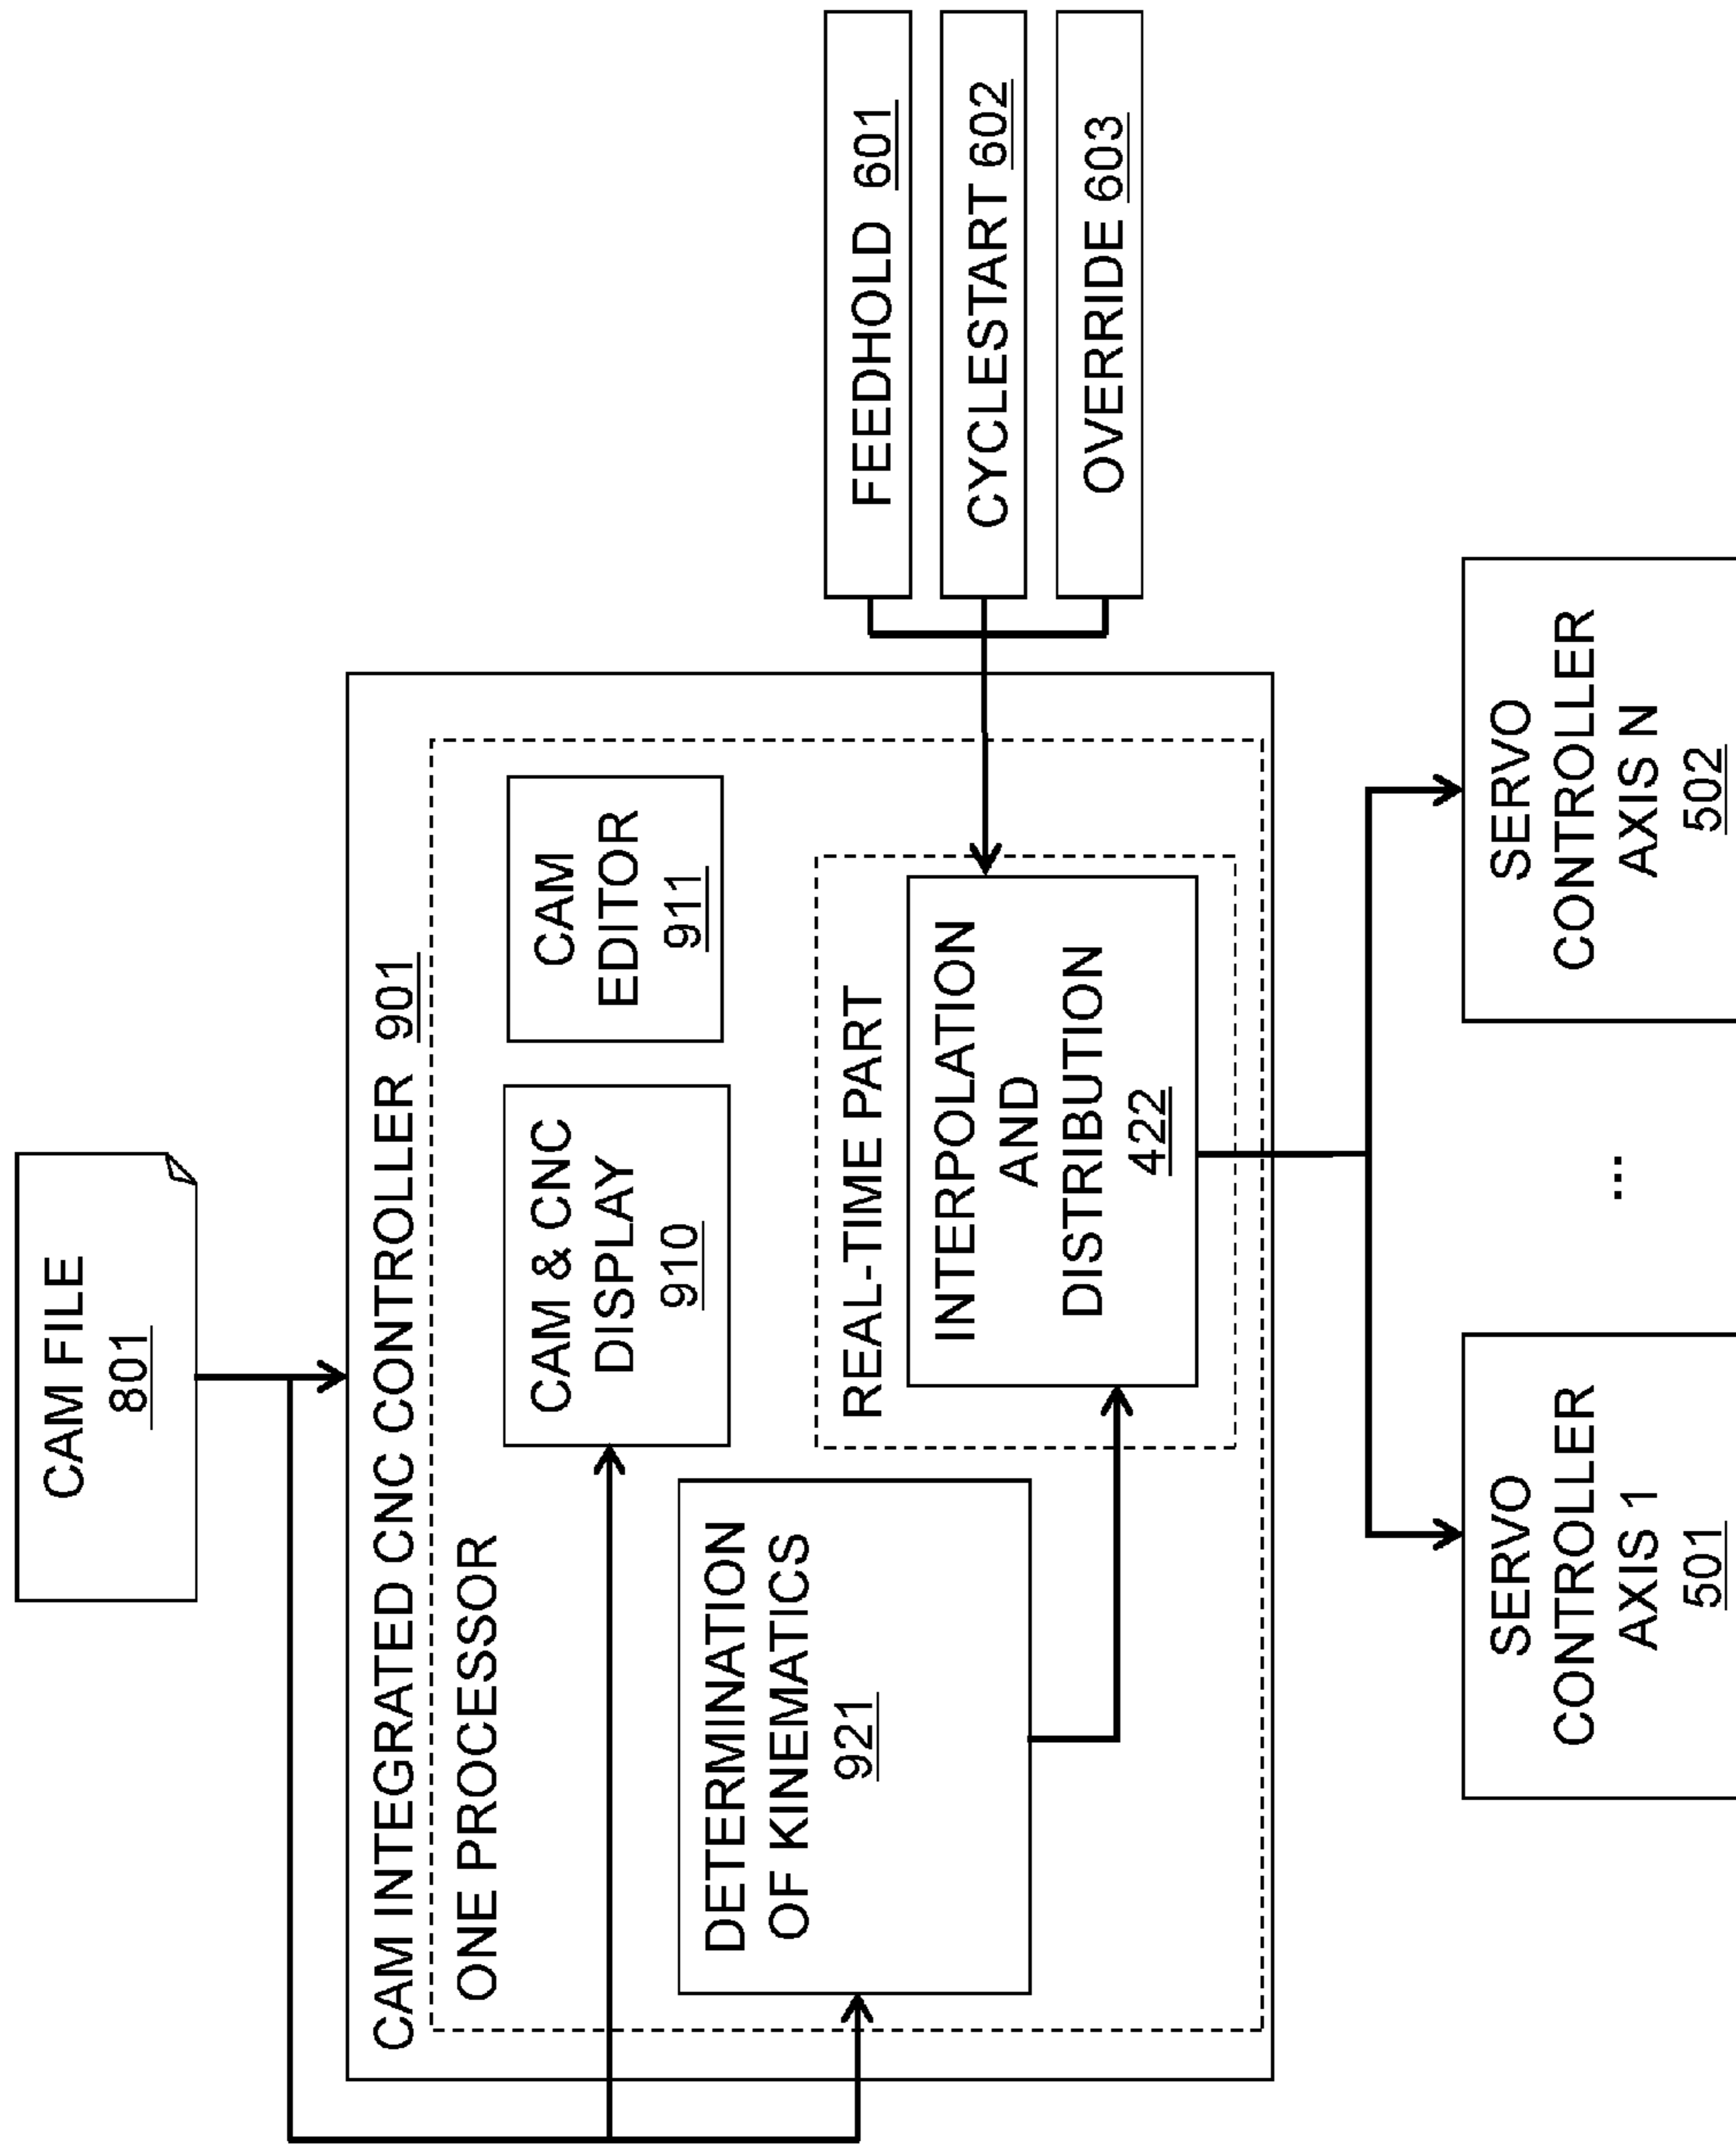 CAM FILE
801
CAM INTEGRATED CNC CONTROLLER 901
ONE PROCESSOR
CAM & CNC
DISPLAY
910
CAM
EDITOR
911
DETERMINATION
OF KINEMATICS
921
REAL-TIME PART
INTERPOLATION
AND
DISTRIBUTION
422
FEEDHOLD 601
CYCLESTART 602
OVERRIDE 603
SERVO
CONTROLLER
AXIS 1
501
...
SERVO
CONTROLLER
AXIS N
502